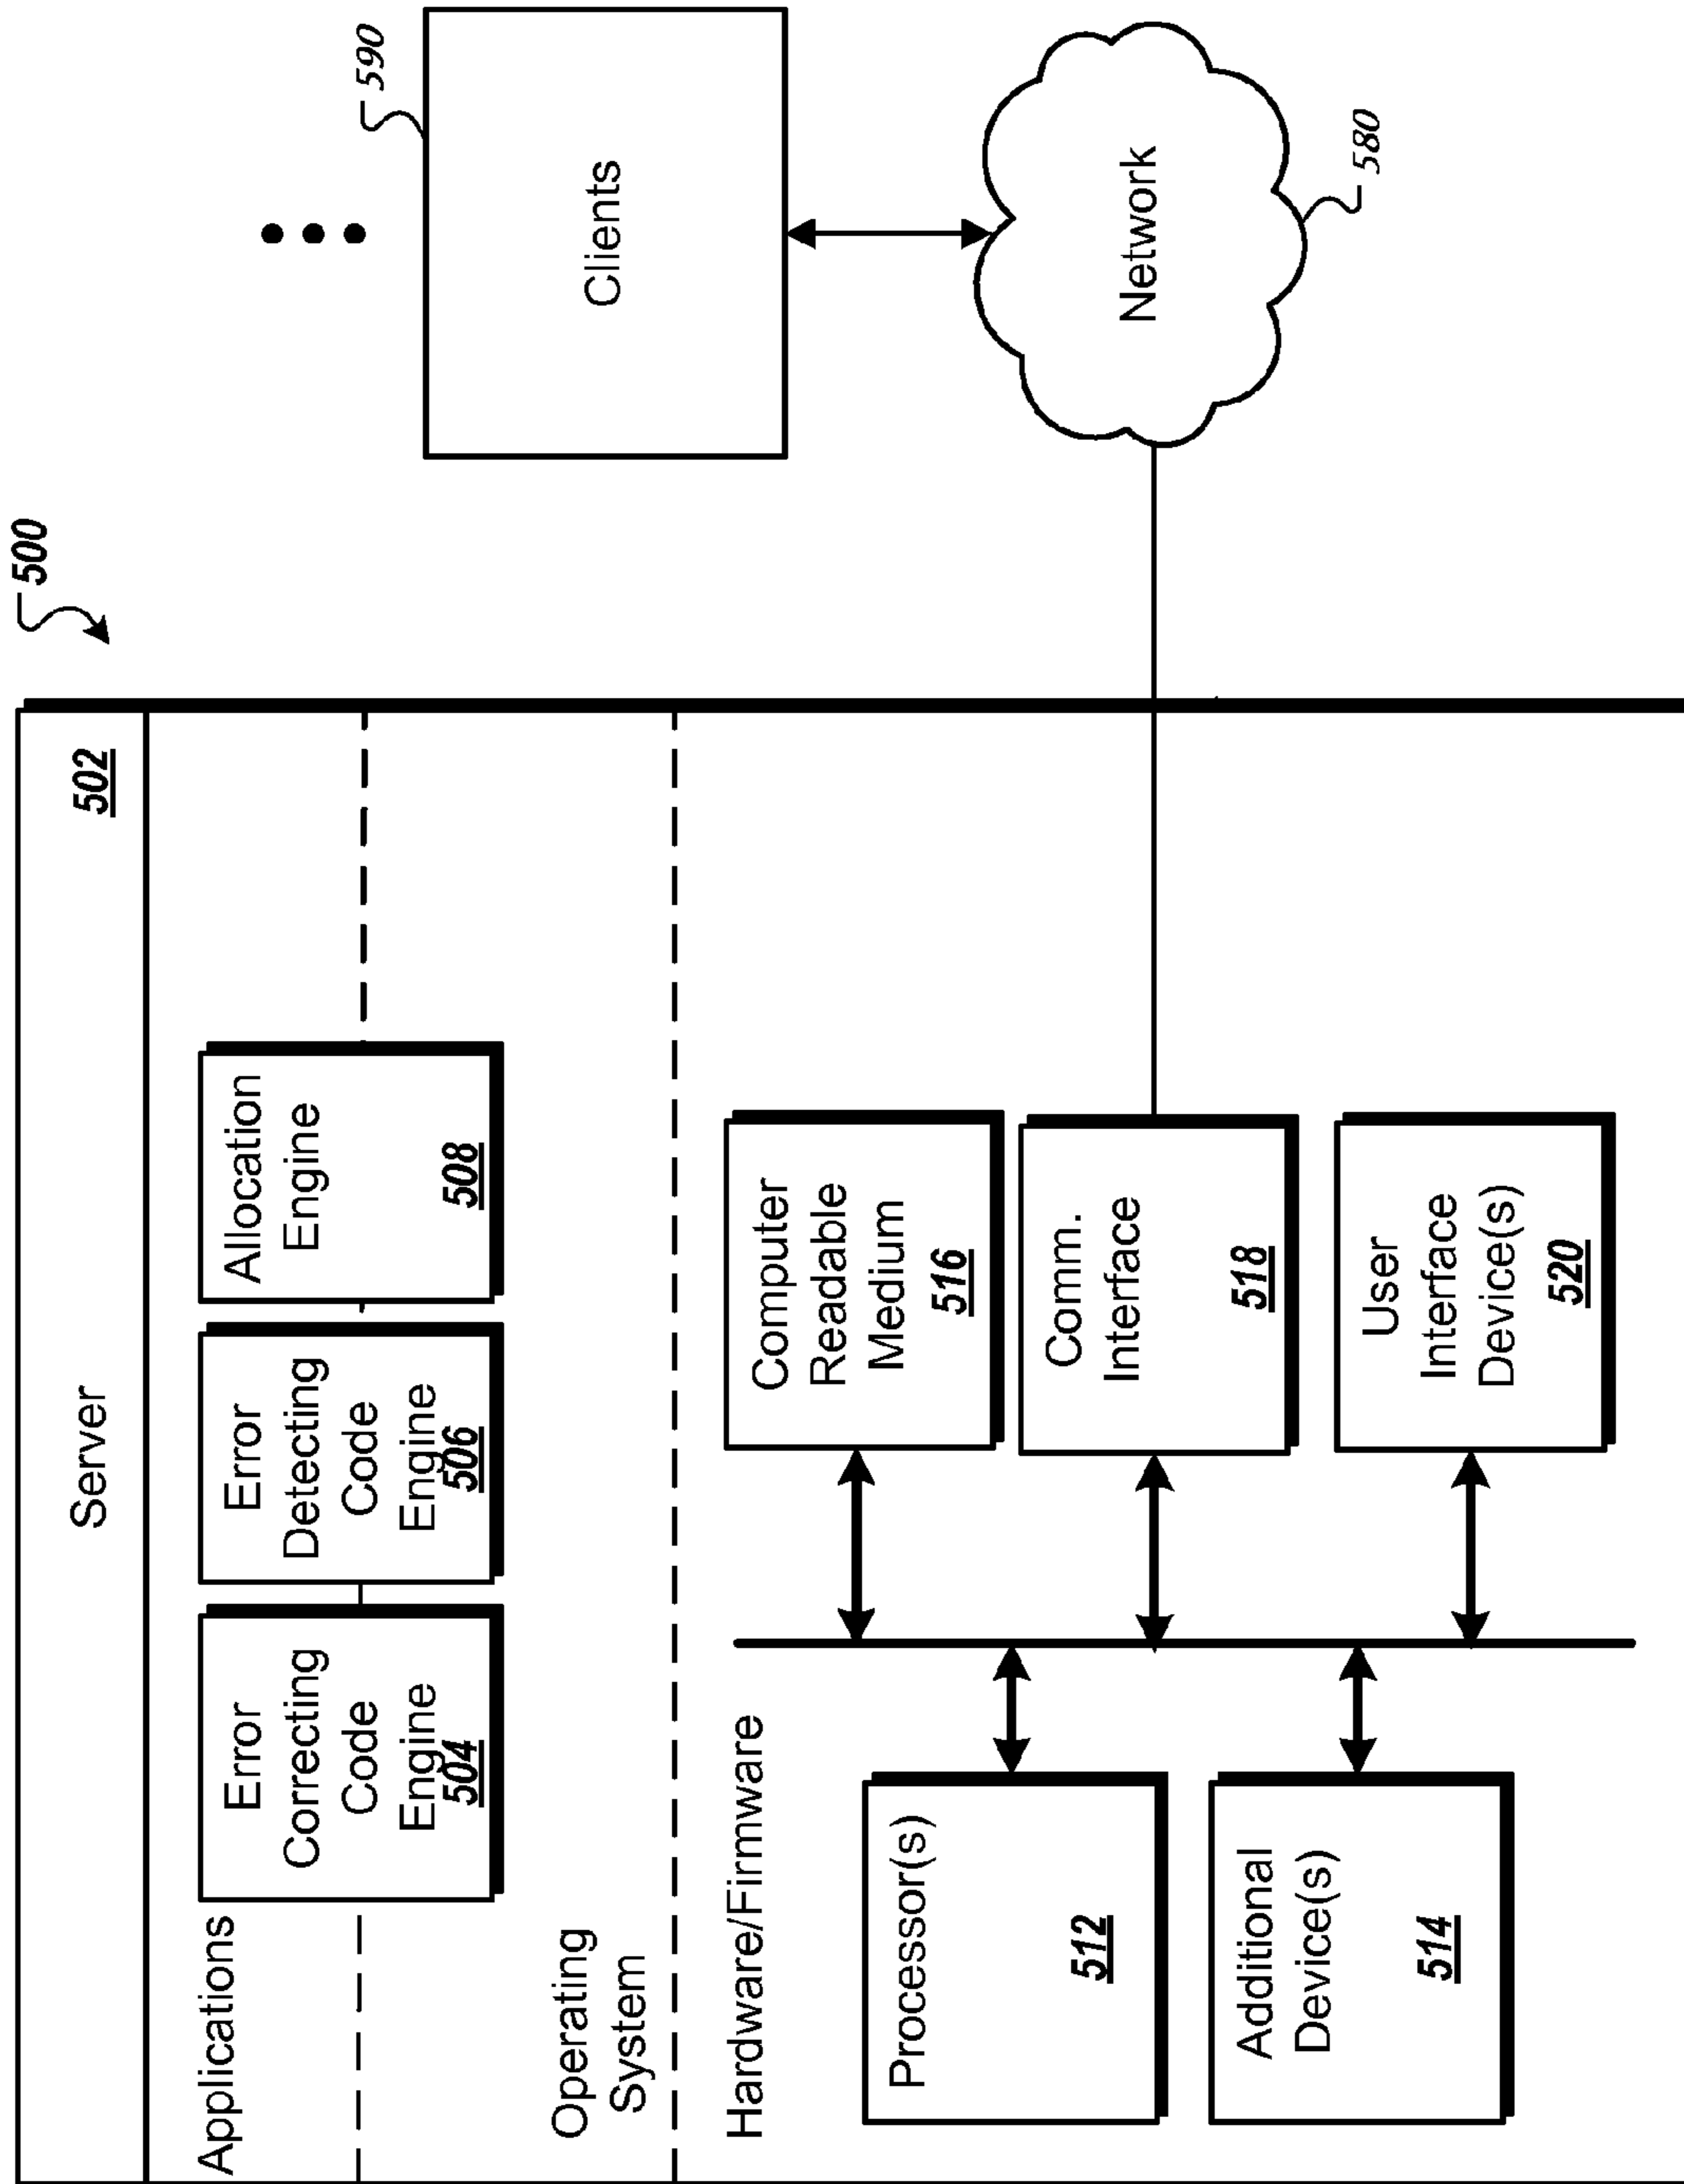 500
Server
502
Applications
Error
Correcting
Code
Engine
504
Error
Detecting
Code
Engine
506
Allocation
Engine
508
Operating
System
Hardware/Firmware
Processor(s)
512
Additional
Device(s)
514
Computer
Readable
Medium
516
Comm.
Interface
518
User
Interface
Device(s)
520
590
Clients
Network
580